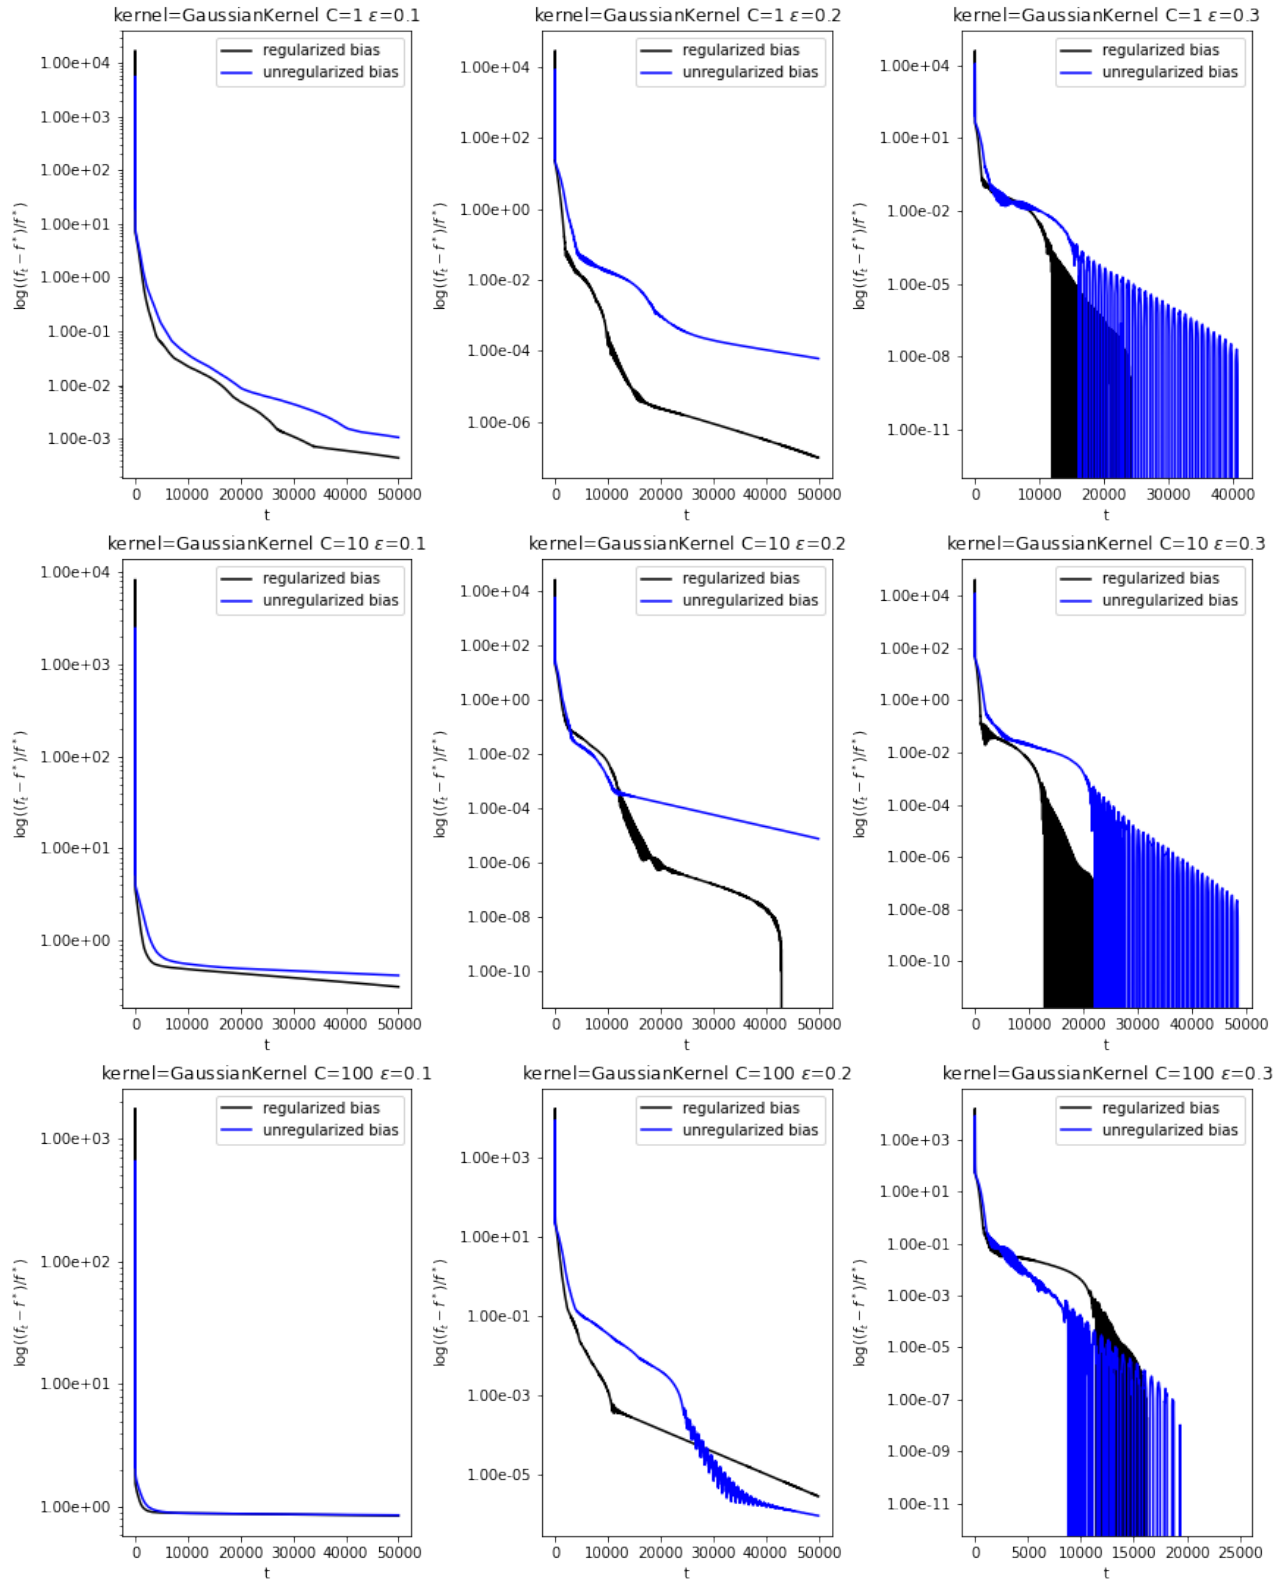 kernel=GaussianKernel C=1 ε=0.1
regularized bias
unregularized bias
log((f_t − f*)/f*)
1.00e+04
1.00e+03
1.00e+02
1.00e+01
1.00e+00
1.00e-01
1.00e-02
1.00e-03
0 10000 20000 30000 40000 50000
t
kernel=GaussianKernel C=1 ε=0.2
regularized bias
unregularized bias
log((f_t − f*)/f*)
1.00e+04
1.00e+02
1.00e+00
1.00e-02
1.00e-04
1.00e-06
0 10000 20000 30000 40000 50000
t
kernel=GaussianKernel C=1 ε=0.3
regularized bias
unregularized bias
log((f_t − f*)/f*)
1.00e+04
1.00e+01
1.00e-02
1.00e-05
1.00e-08
1.00e-11
0 10000 20000 30000 40000
t
kernel=GaussianKernel C=10 ε=0.1
regularized bias
unregularized bias
log((f_t − f*)/f*)
1.00e+04
1.00e+03
1.00e+02
1.00e+01
1.00e+00
0 10000 20000 30000 40000 50000
t
kernel=GaussianKernel C=10 ε=0.2
regularized bias
unregularized bias
log((f_t − f*)/f*)
1.00e+04
1.00e+02
1.00e+00
1.00e-02
1.00e-04
1.00e-06
1.00e-08
1.00e-10
0 10000 20000 30000 40000 50000
t
kernel=GaussianKernel C=10 ε=0.3
regularized bias
unregularized bias
log((f_t − f*)/f*)
1.00e+04
1.00e+02
1.00e+00
1.00e-02
1.00e-04
1.00e-06
1.00e-08
1.00e-10
0 10000 20000 30000 40000 50000
t
kernel=GaussianKernel C=100 ε=0.1
regularized bias
unregularized bias
log((f_t − f*)/f*)
1.00e+03
1.00e+02
1.00e+01
1.00e+00
0 10000 20000 30000 40000 50000
t
kernel=GaussianKernel C=100 ε=0.2
regularized bias
unregularized bias
log((f_t − f*)/f*)
1.00e+03
1.00e+01
1.00e-01
1.00e-03
1.00e-05
0 10000 20000 30000 40000 50000
t
kernel=GaussianKernel C=100 ε=0.3
regularized bias
unregularized bias
log((f_t − f*)/f*)
1.00e+03
1.00e+01
1.00e-01
1.00e-03
1.00e-05
1.00e-07
1.00e-09
1.00e-11
0 5000 10000 15000 20000 25000
t